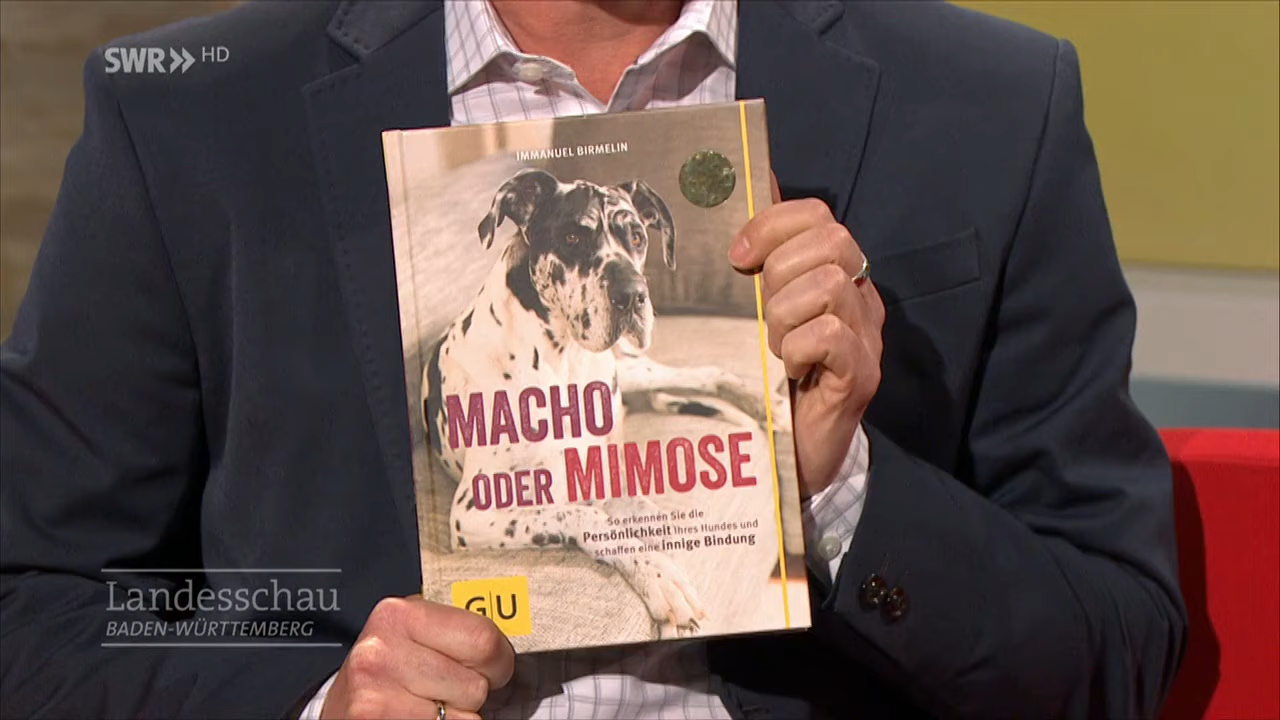 SWR» HD
IMMANUEL BIRMELIN
MACHO
ODER MIMOSE
So erkennen Sie die
Persönlichkeit Ihres Hundes und
schaffen eine innige Bindung
GU
Landesschau
BADEN-WÜRTTEMBERG